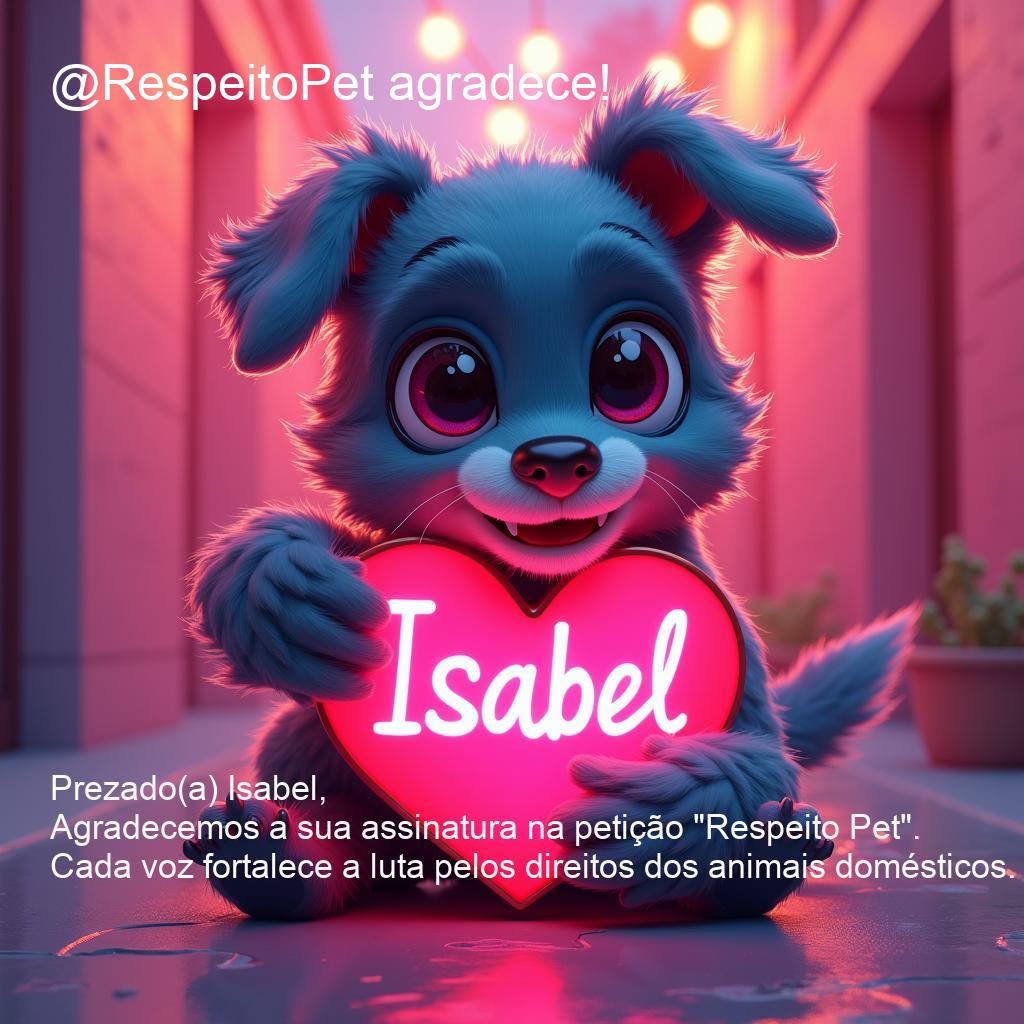 @RespeitoPet agradece!
Isabel
Prezado(a) Isabel,
Agradecemos a sua assinatura na petição "Respeito Pet".
Cada voz fortalece a luta pelos direitos dos animais domésticos.